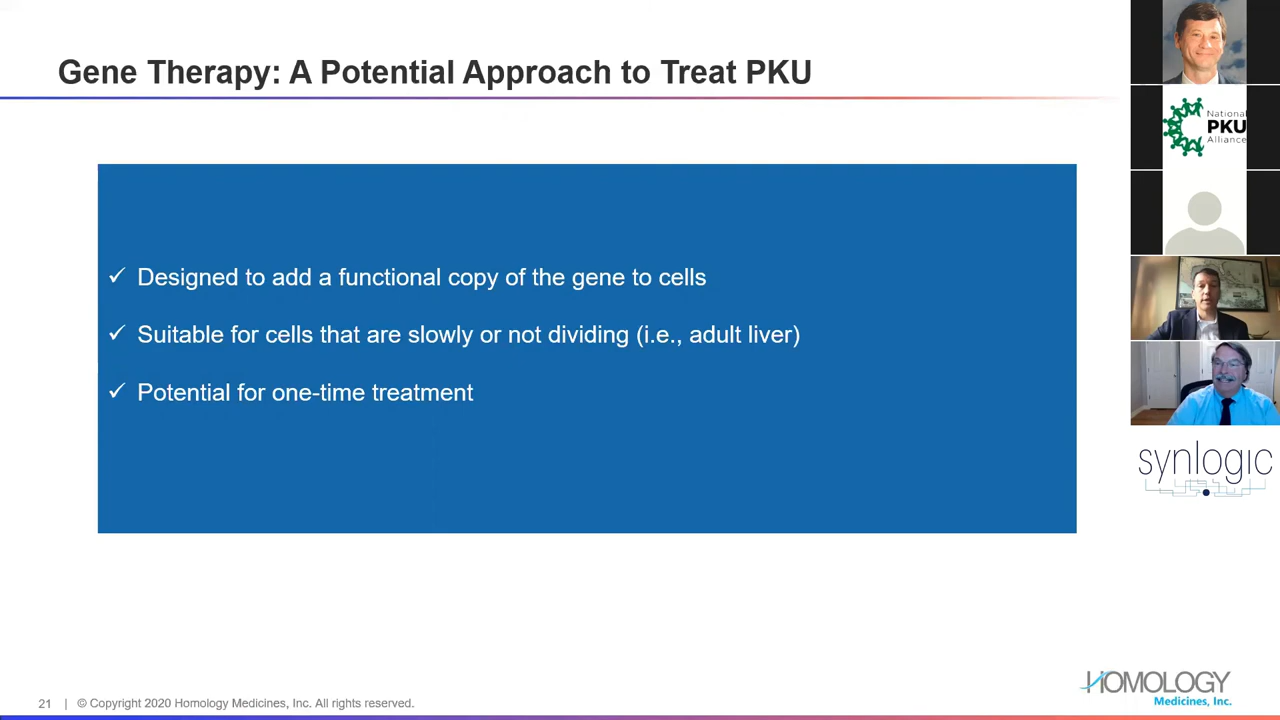 Gene Therapy: A Potential Approach to Treat PKU
✓ Designed to add a functional copy of the gene to cells
✓ Suitable for cells that are slowly or not dividing (i.e., adult liver)
✓ Potential for one-time treatment
National
PKU
Alliance
synlogic
21 | © Copyright 2020 Homology Medicines, Inc. All rights reserved.
HOMOLOGY
Medicines, Inc.